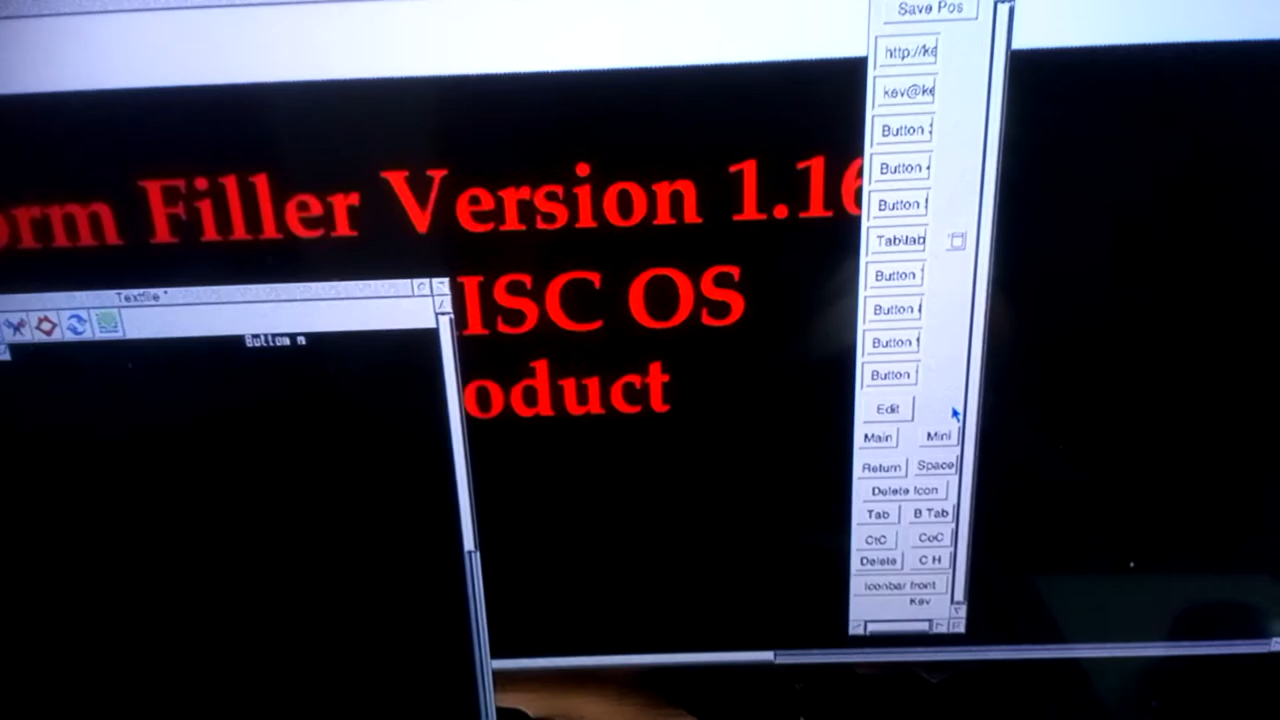 Save Pos
http://ke
kev@ke
Button
Button
Button
Tab\lab
Button
Button
Button
Button
Edit
Main Mini
Return Space
Delete Icon
Tab B Tab
CtC CoC
Delete C H
Iconbar front
Kev
orm Filler Version 1.16
ISC OS
oduct
Textfile *
Button n